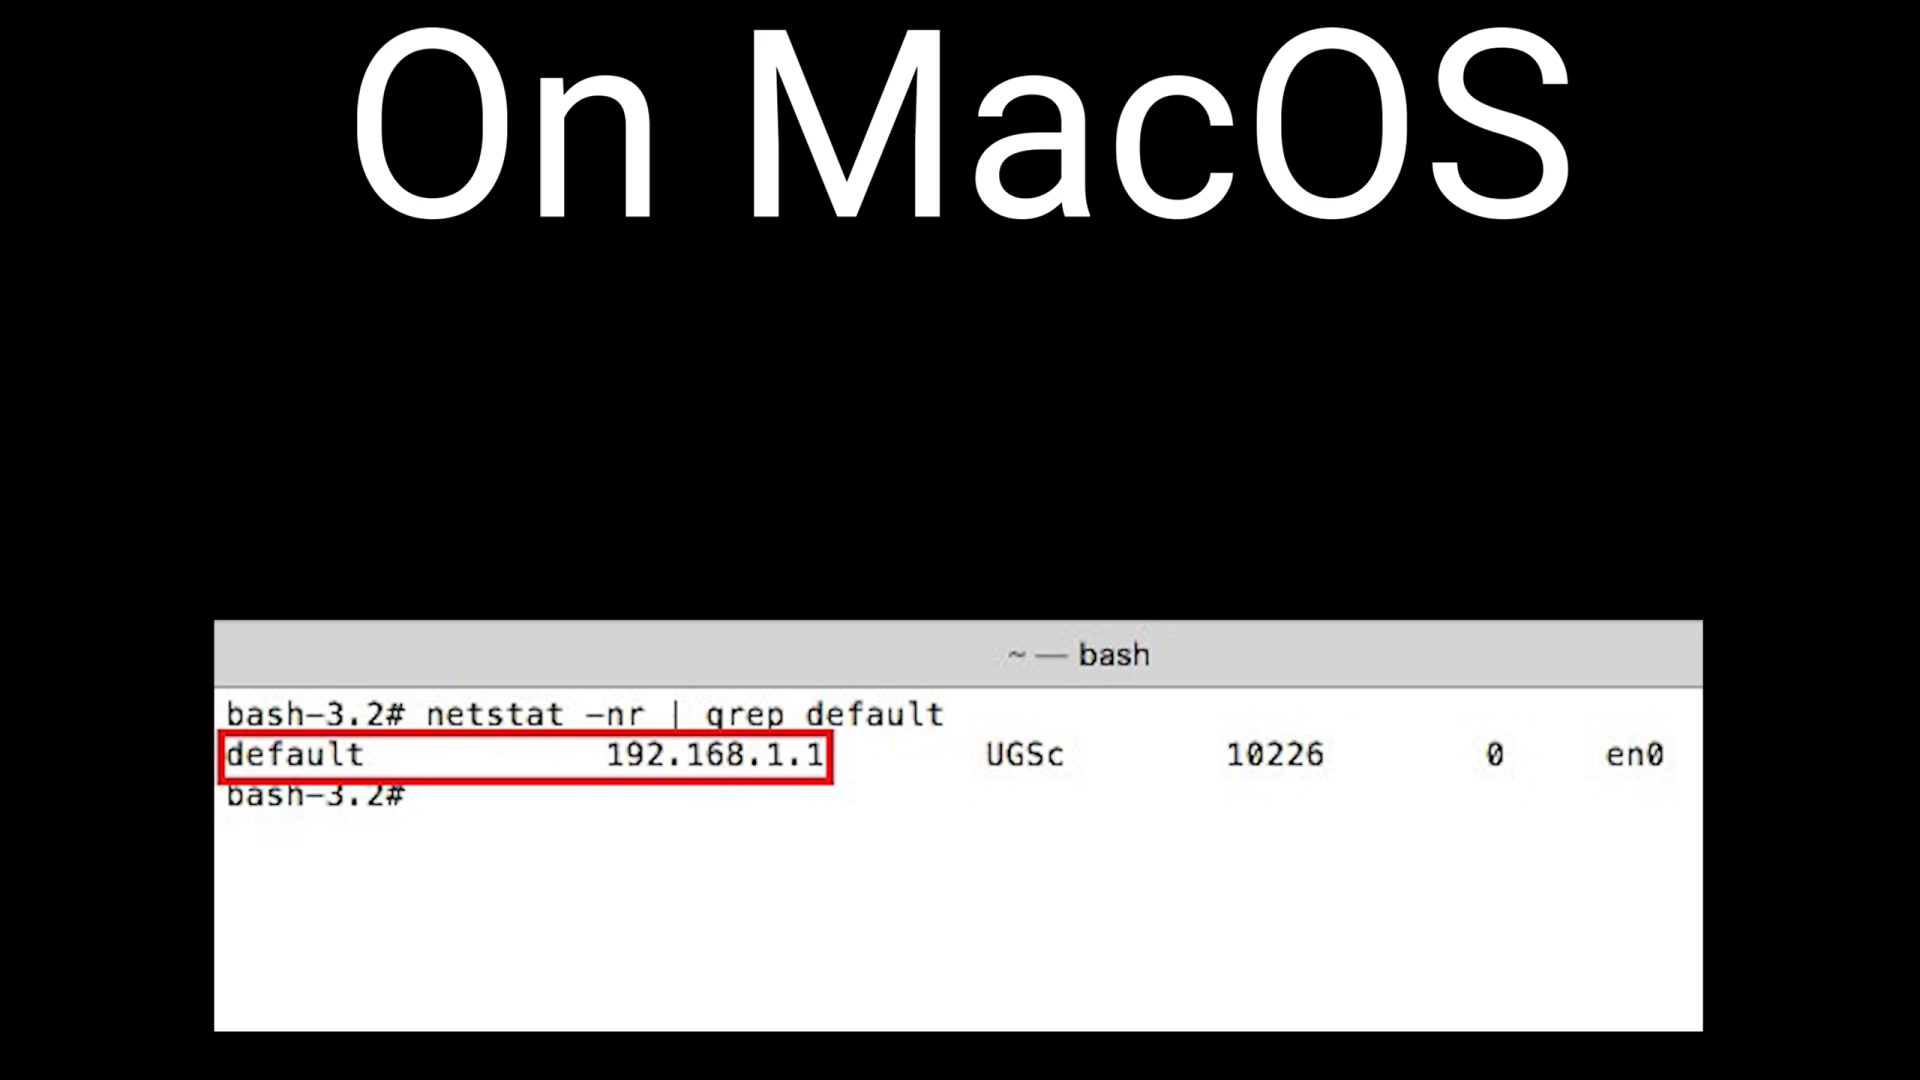 On MacOS
~ — bash
bash-3.2# netstat -nr | grep default
default 192.168.1.1 UGSc 10226 0 en0
bash-3.2#